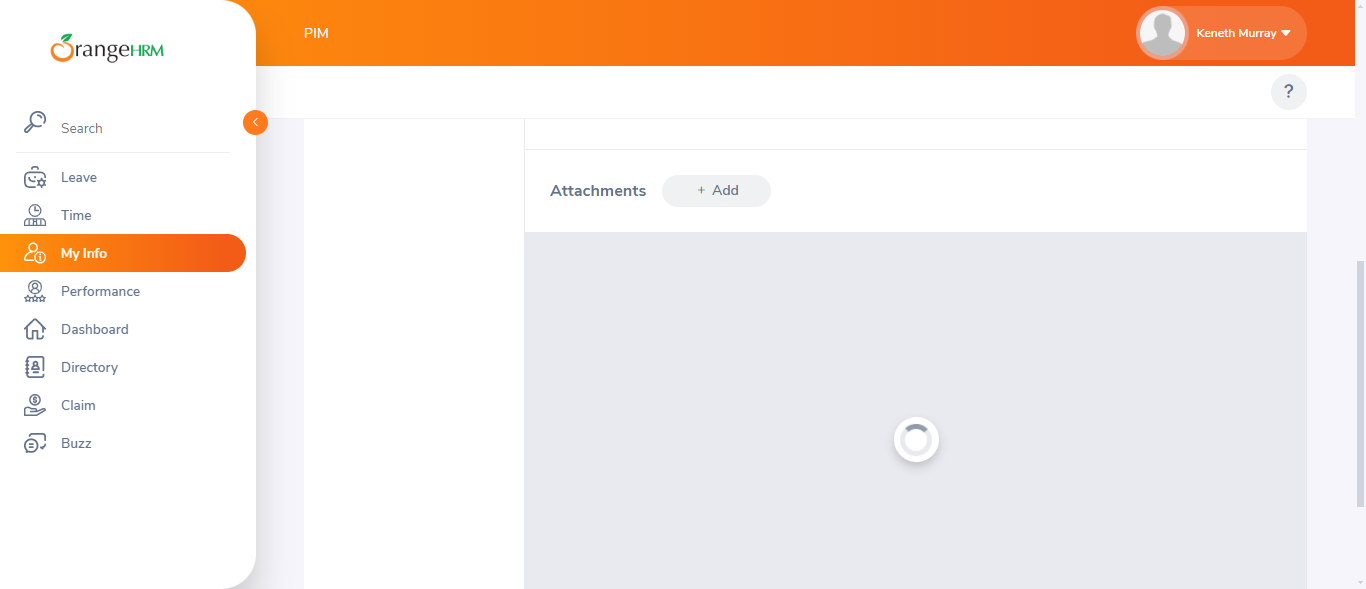 OrangeHRM
PIM
Keneth Murray
?
Search
Leave
Time
My Info
Performance
Dashboard
Directory
Claim
Buzz
Attachments
+ Add